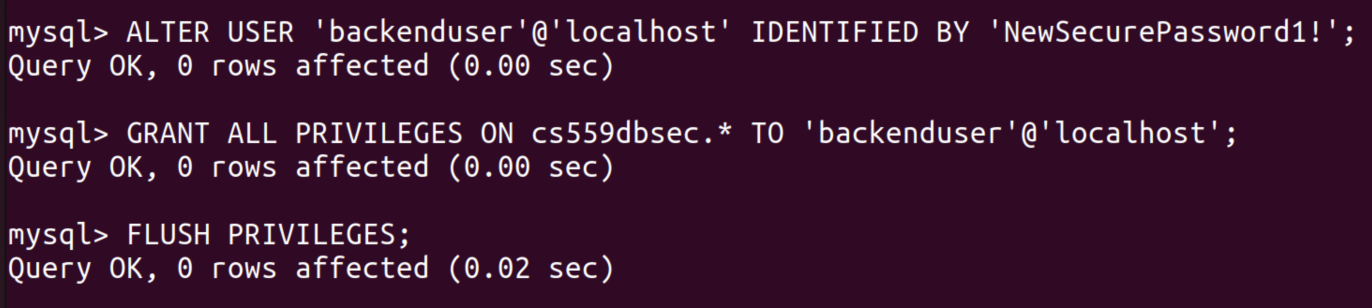 mysql> ALTER USER 'backenduser'@'localhost' IDENTIFIED BY 'NewSecurePassword1!';
Query OK, 0 rows affected (0.00 sec)
mysql> GRANT ALL PRIVILEGES ON cs559dbsec.* TO 'backenduser'@'localhost';
Query OK, 0 rows affected (0.00 sec)
mysql> FLUSH PRIVILEGES;
Query OK, 0 rows affected (0.02 sec)